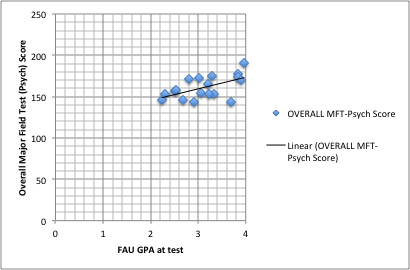 Overall Major Field Test (Psych) Score
250
200
150
100
50
0
0 1 2 3 4
FAU GPA at test
OVERALL MFT-Psych Score
Linear (OVERALL MFT-
Psych Score)